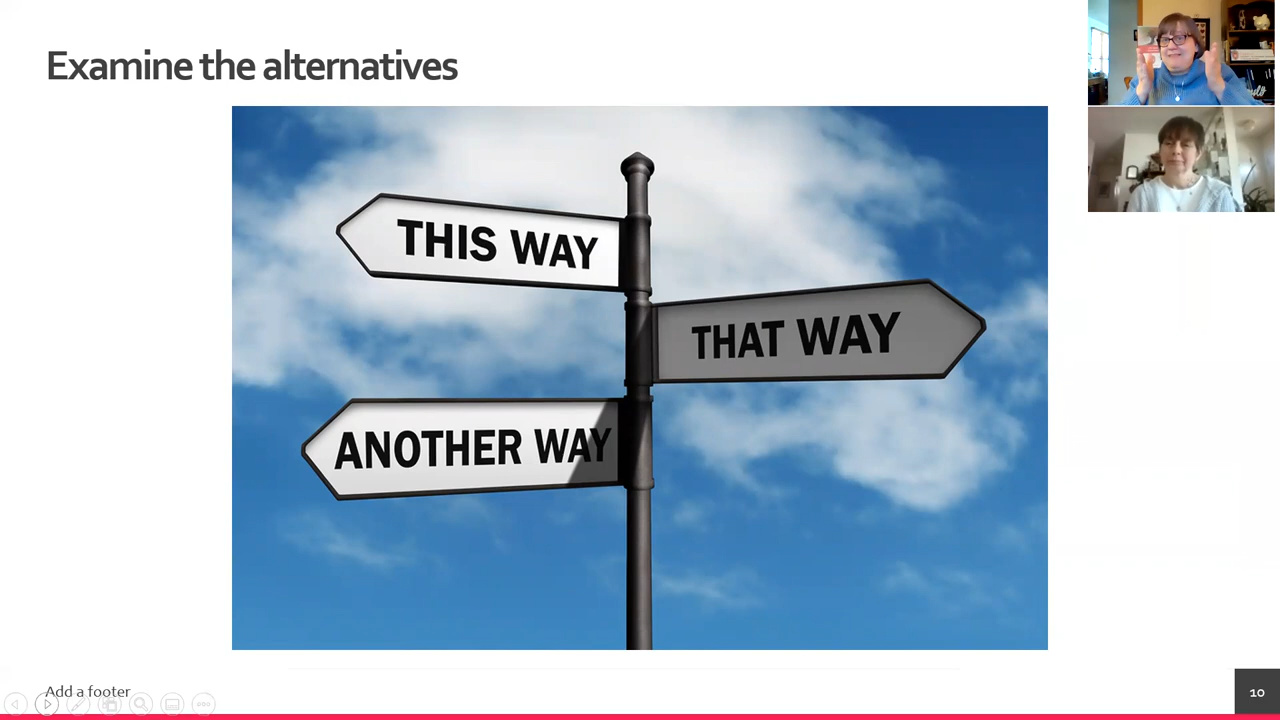 Examine the alternatives
THIS WAY
THAT WAY
ANOTHER WAY
Add a footer
10